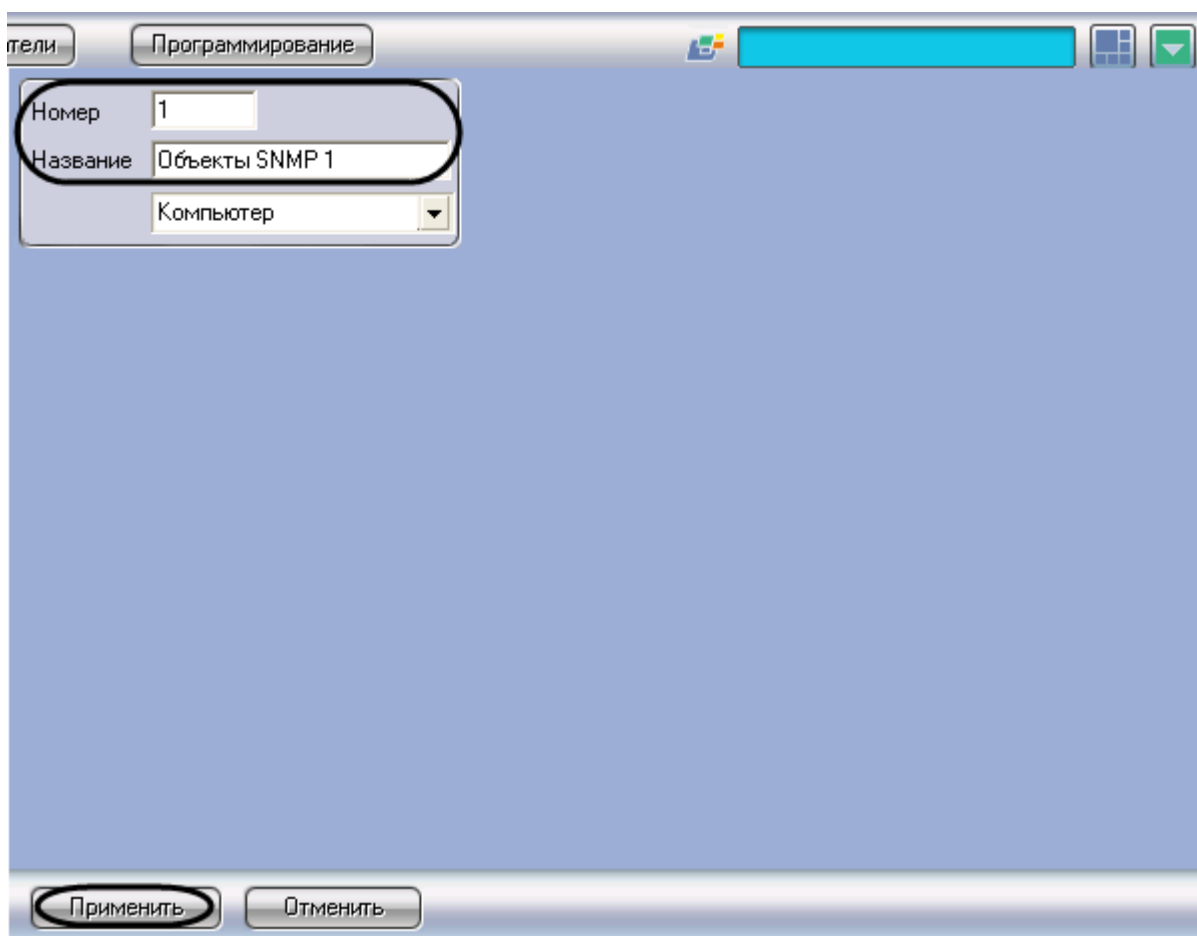 тели
Программирование
Номер 1
Название Объекты SNMP 1
Компьютер
Применить
Отменить